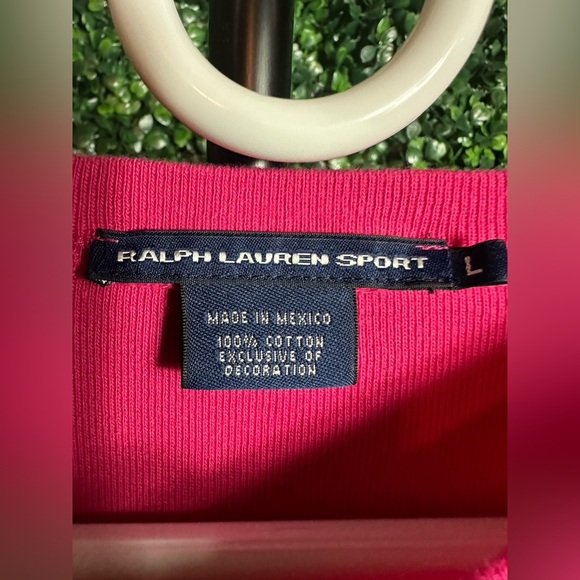 RALPH LAUREN SPORT L
MADE IN MEXICO
100% COTTON
EXCLUSIVE OF
DECORATION